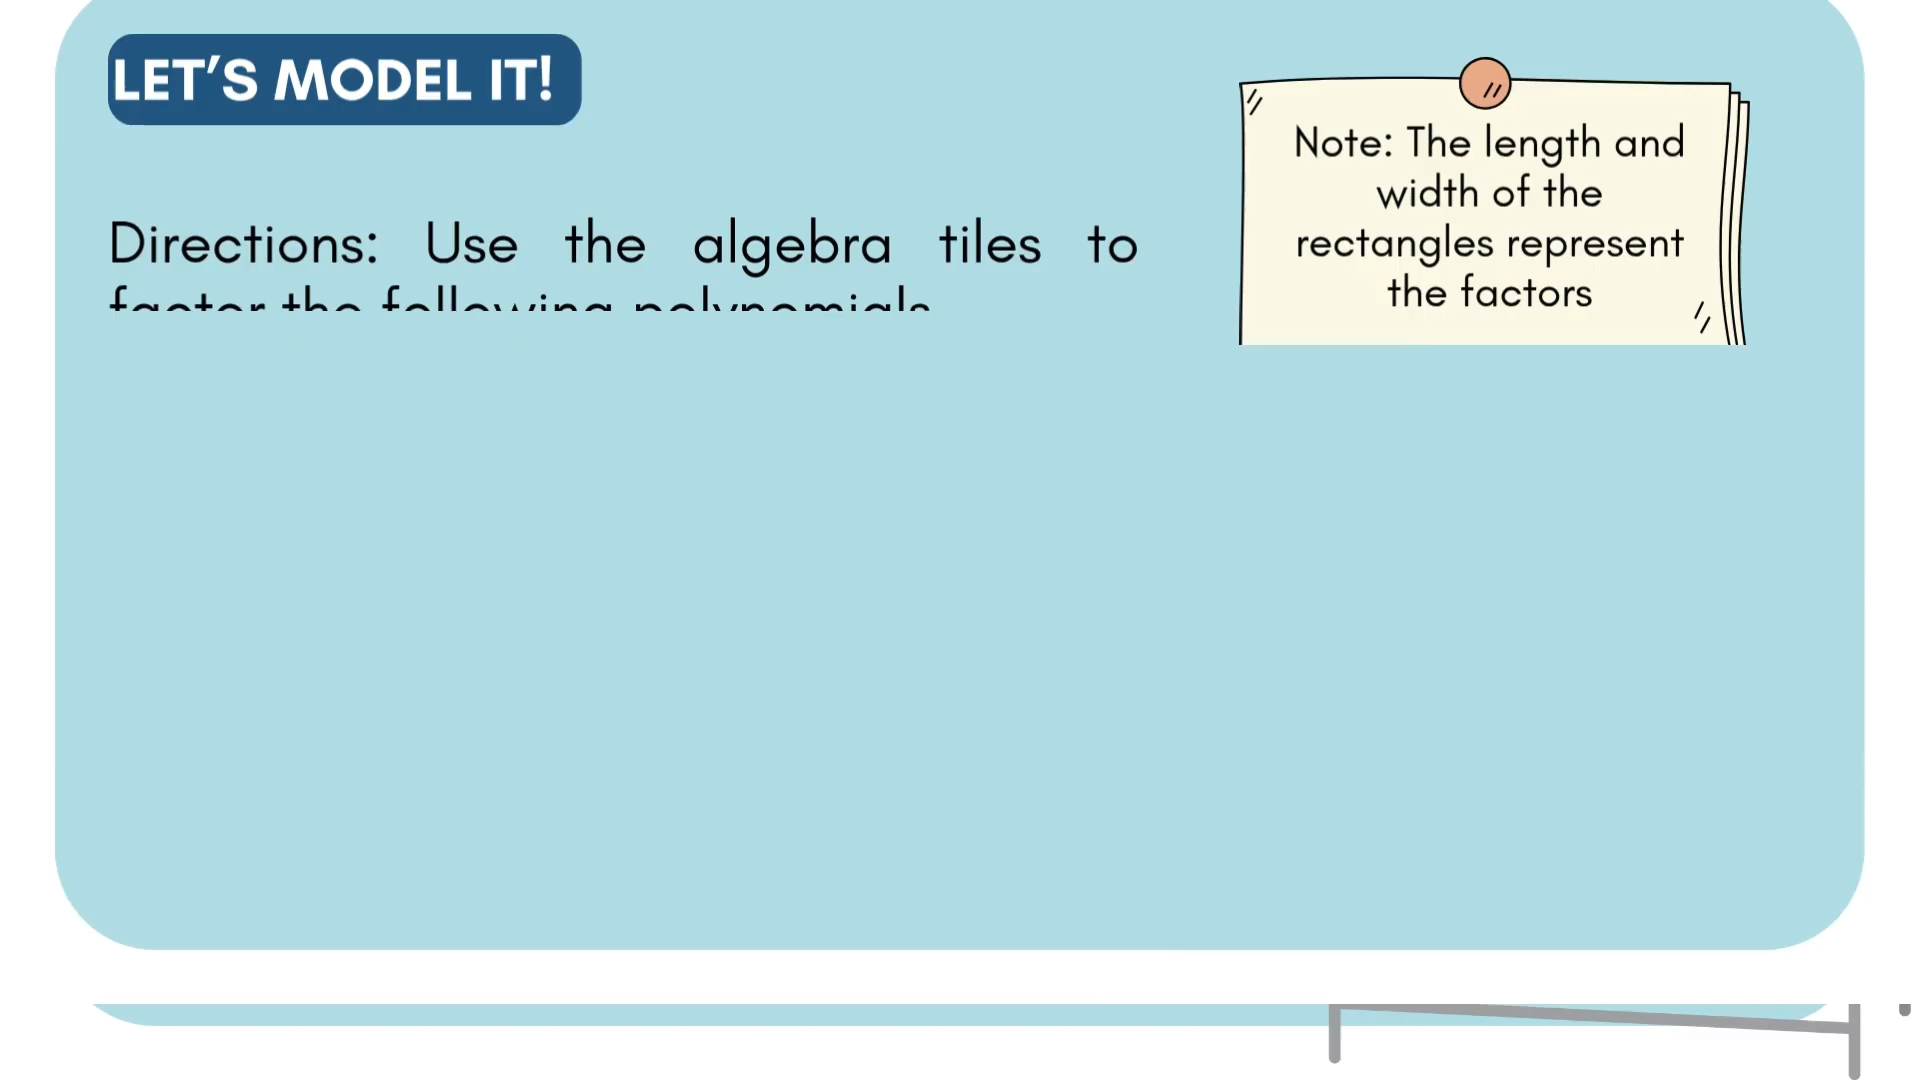 LET’S MODEL IT!
Directions: Use the algebra tiles to
factor the following polynomials
Note: The length and
width of the
rectangles represent
the factors